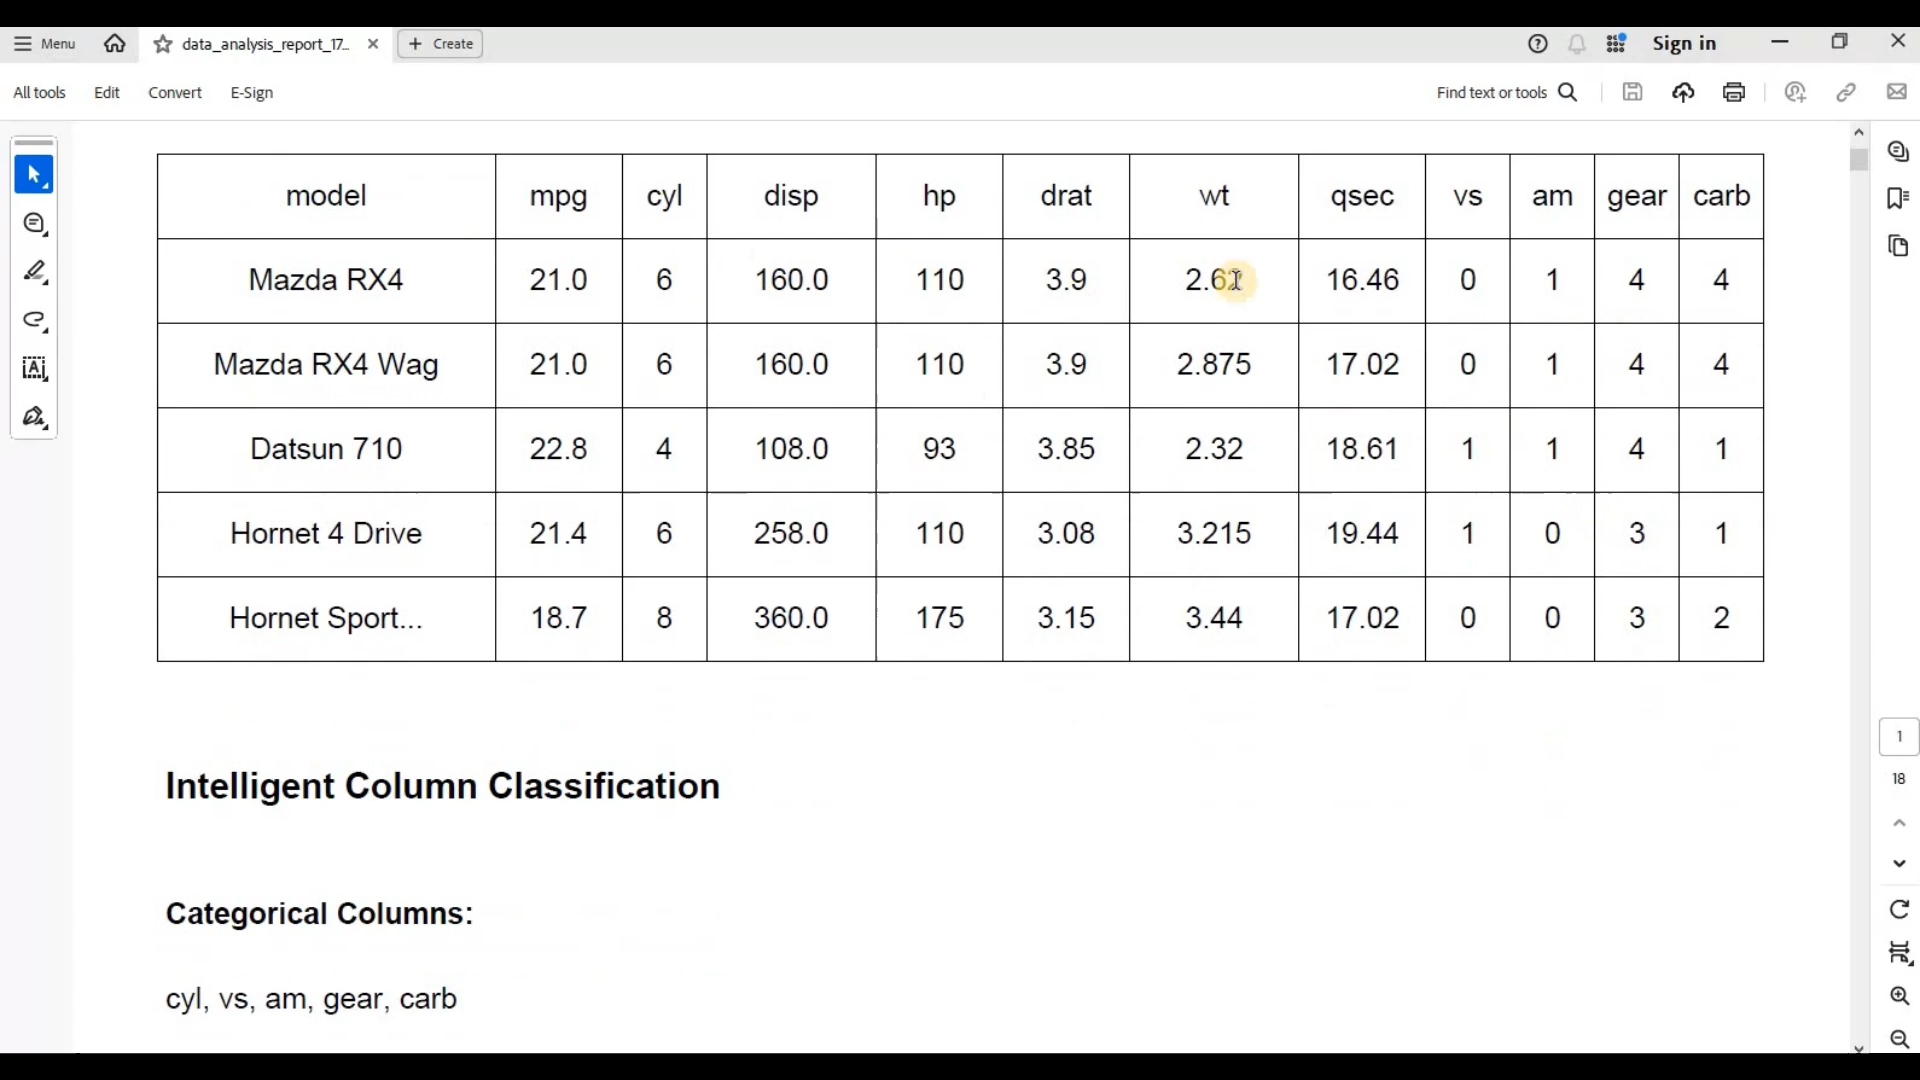 Menu
data_analysis_report_17...
Create
Sign in
All tools Edit Convert E-Sign
Find text or tools
model mpg cyl disp hp drat wt qsec vs am gear carb
Mazda RX4 21.0 6 160.0 110 3.9 2.62 16.46 0 1 4 4
Mazda RX4 Wag 21.0 6 160.0 110 3.9 2.875 17.02 0 1 4 4
Datsun 710 22.8 4 108.0 93 3.85 2.32 18.61 1 1 4 1
Hornet 4 Drive 21.4 6 258.0 110 3.08 3.215 19.44 1 0 3 1
Hornet Sport... 18.7 8 360.0 175 3.15 3.44 17.02 0 0 3 2
Intelligent Column Classification
Categorical Columns:
cyl, vs, am, gear, carb
1
18